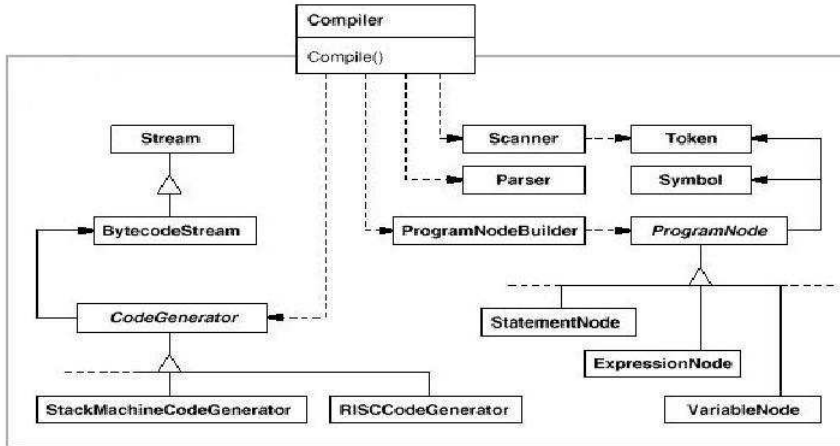 Compiler
Compile()
Stream
Scanner
Token
Parser
Symbol
BytecodeStream
ProgramNodeBuilder
ProgramNode
CodeGenerator
StatementNode
ExpressionNode
StackMachineCodeGenerator
RISCCodeGenerator
VariableNode